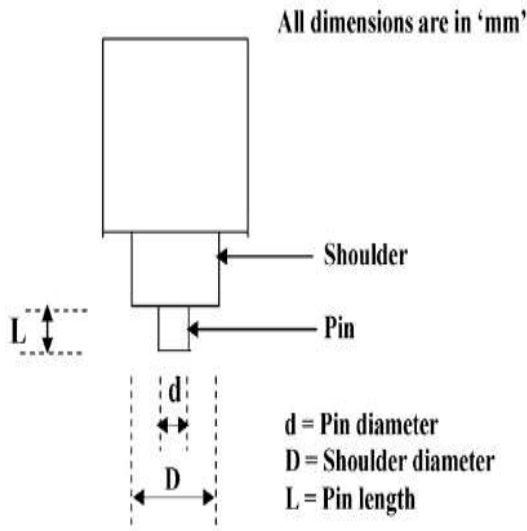 All dimensions are in ‘mm’
Shoulder
L
Pin
d
d = Pin diameter
D = Shoulder diameter
D
L = Pin length